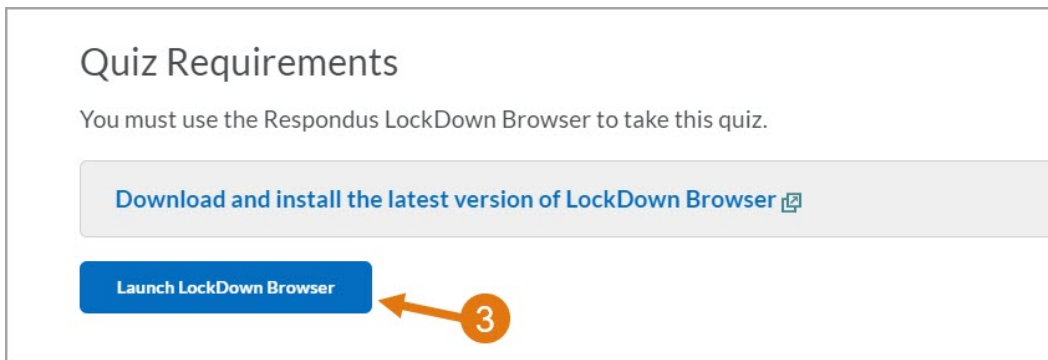 Quiz Requirements
You must use the Respondus LockDown Browser to take this quiz.
Download and install the latest version of LockDown Browser
Launch LockDown Browser
3